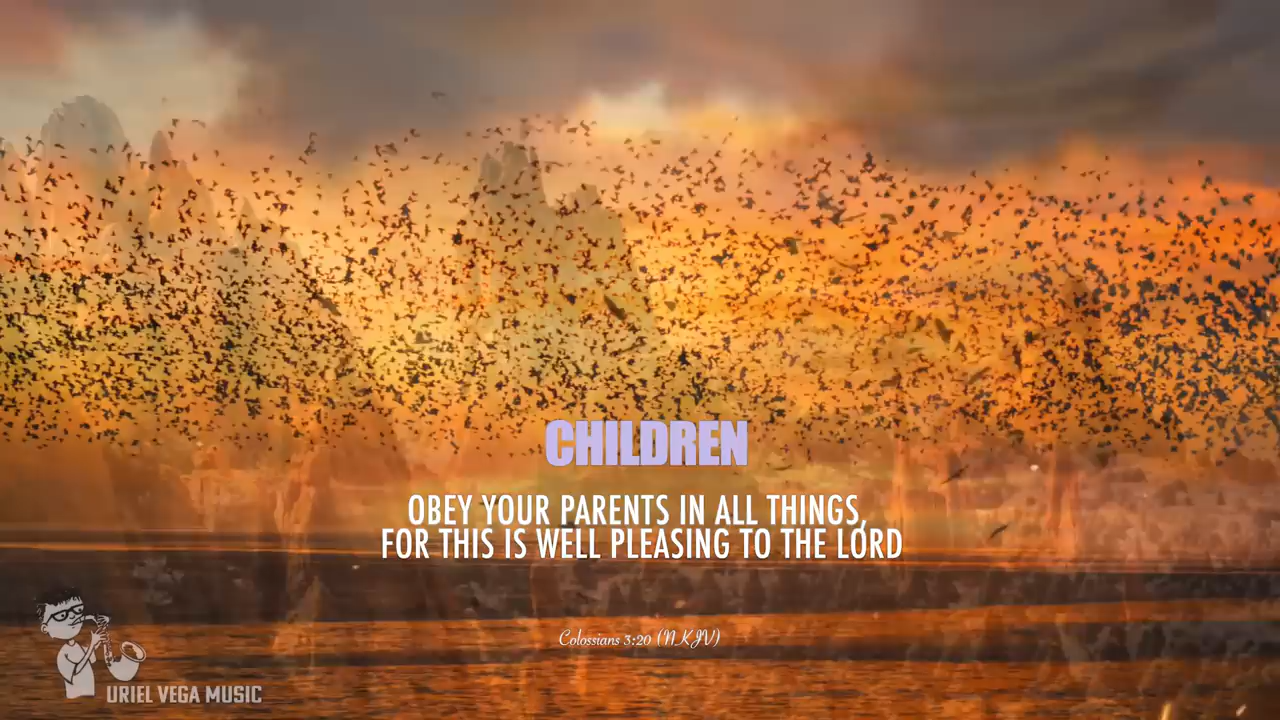 CHILDREN
OBEY YOUR PARENTS IN ALL THINGS,
FOR THIS IS WELL PLEASING TO THE LORD
Colossians 3:20 (NKJV)
URIEL VEGA MUSIC